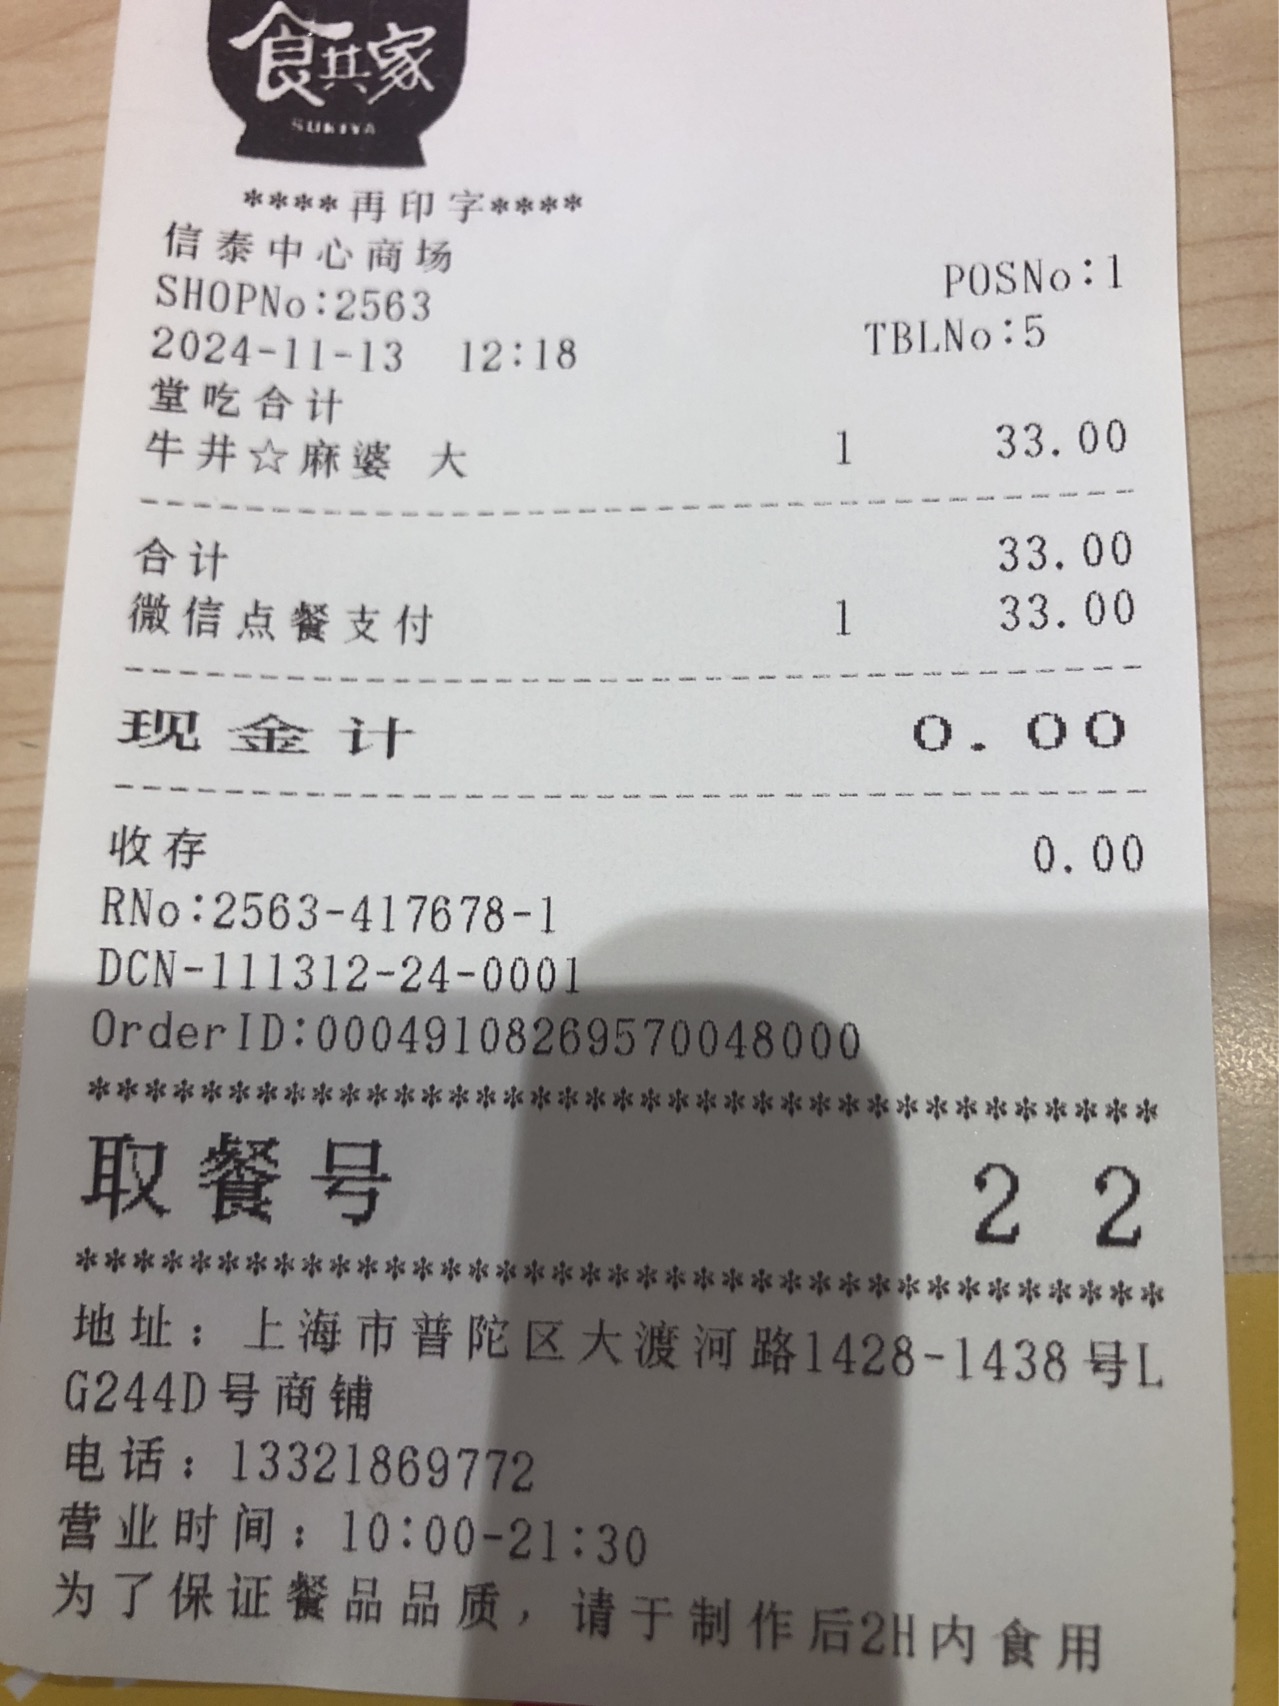 食其家
SUKIYA
****再印字****
信泰中心商场
SHOPNo:2563 POSNo:1
2024-11-13 12:18 TBLNo:5
堂吃合计
牛井☆麻婆 大 1 33.00
合计 33.00
微信点餐支付 1 33.00
现金计 0.00
收存 0.00
RNo:2563-417678-1
DCN-111312-24-0001
OrderID:00049108269570048000
***************************************
取餐号 22
***************************************
地址：上海市普陀区大渡河路1428-1438号L
G244D号商铺
电话：13321869772
营业时间：10:00-21:30
为了保证餐品品质，请于制作后2H内食用